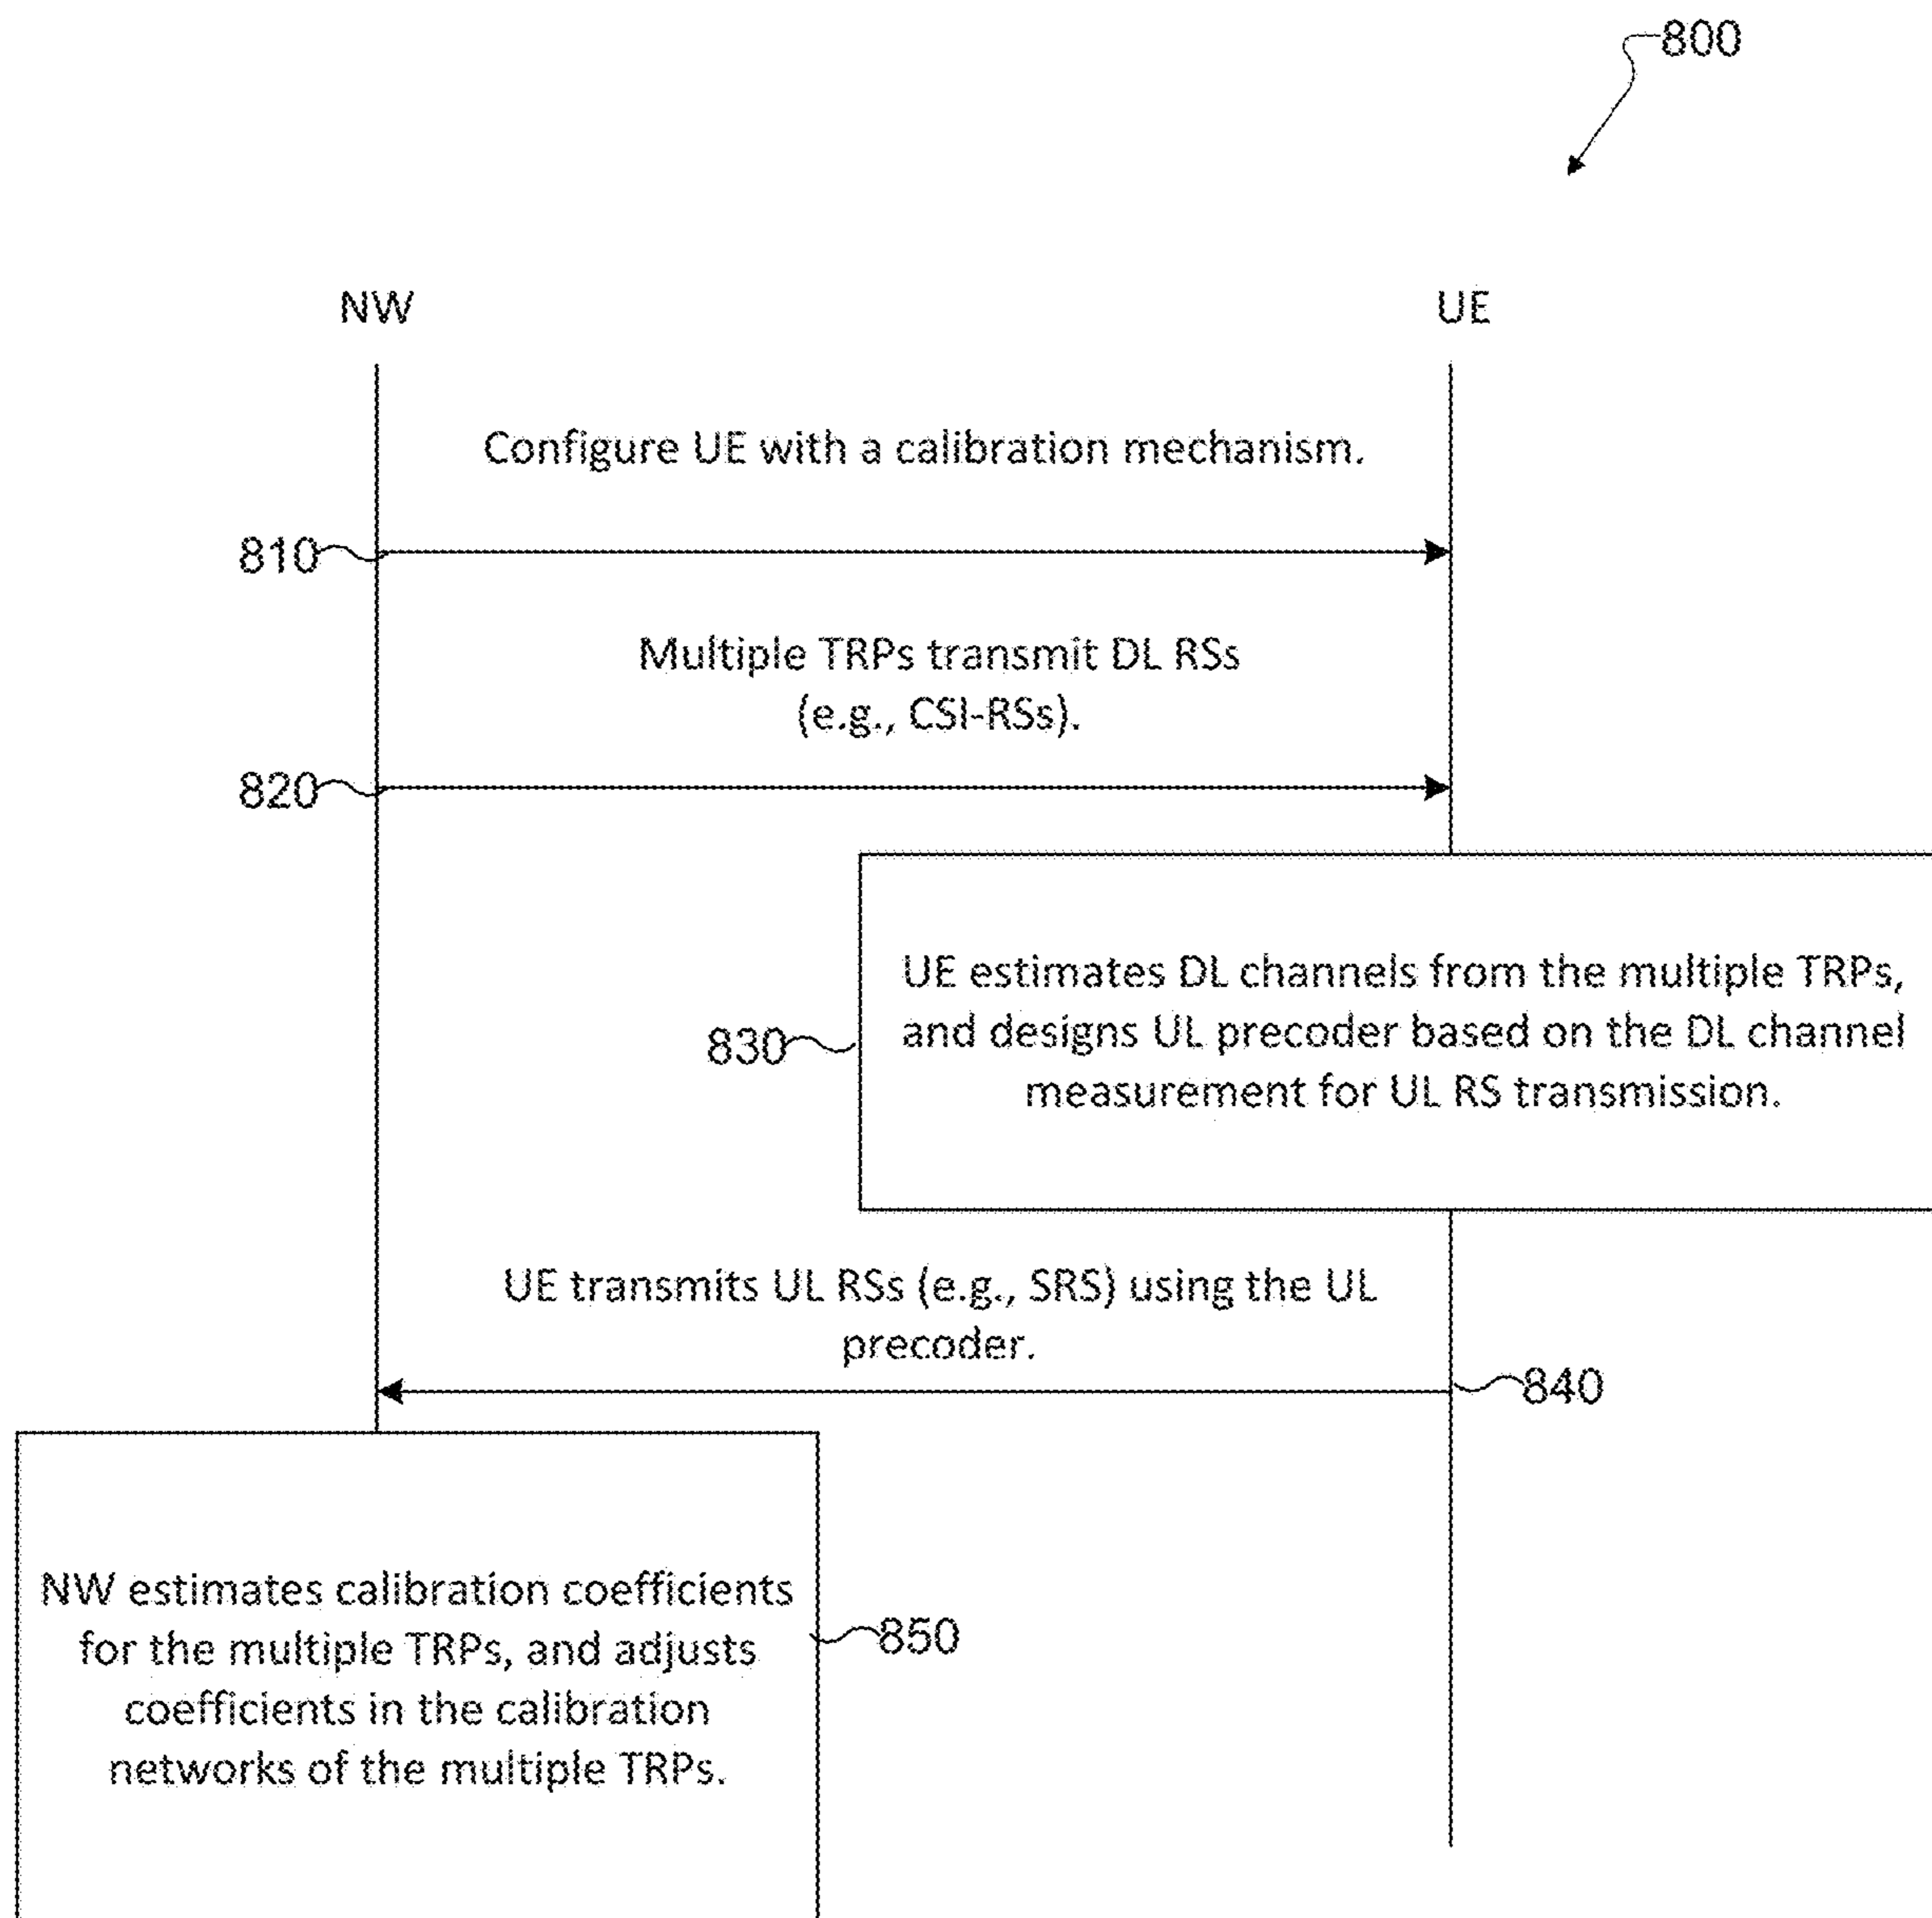 800
NW
UE
Configure UE with a calibration mechanism.
810
Multiple TRPs transmit DL RSs
(e.g., CSI-RSs).
820
UE estimates DL channels from the multiple TRPs,
and designs UL precoder based on the DL channel
measurement for UL RS transmission.
830
UE transmits UL RSs (e.g., SRS) using the UL
precoder.
840
NW estimates calibration coefficients
for the multiple TRPs, and adjusts
coefficients in the calibration
networks of the multiple TRPs.
850